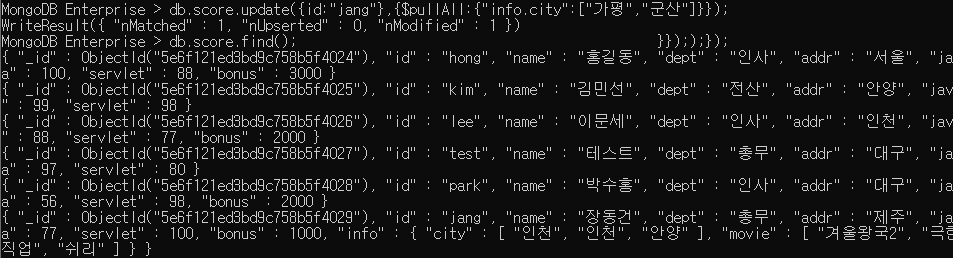 MongoDB Enterprise > db.score.update({id:"jang"},{$pullAll:{"info.city":["가평","군산"]}});
WriteResult({ "nMatched" : 1, "nUpserted" : 0, "nModified" : 1 })
MongoDB Enterprise > db.score.find();                                                }});););
{ "_id" : ObjectId("5e6f121ed3bd9c758b5f4024"), "id" : "hong", "name" : "홍길동", "dept" : "인사", "addr" : "서울", "jav
a" : 100, "servlet" : 88, "bonus" : 3000 }
{ "_id" : ObjectId("5e6f121ed3bd9c758b5f4025"), "id" : "kim", "name" : "김민선", "dept" : "전산", "addr" : "안양", "java
" : 99, "servlet" : 98 }
{ "_id" : ObjectId("5e6f121ed3bd9c758b5f4026"), "id" : "lee", "name" : "이문세", "dept" : "인사", "addr" : "인천", "java
" : 88, "servlet" : 77, "bonus" : 2000 }
{ "_id" : ObjectId("5e6f121ed3bd9c758b5f4027"), "id" : "test", "name" : "테스트", "dept" : "총무", "addr" : "대구", "jav
a" : 97, "servlet" : 80 }
{ "_id" : ObjectId("5e6f121ed3bd9c758b5f4028"), "id" : "park", "name" : "박수홍", "dept" : "인사", "addr" : "대구", "jav
a" : 56, "servlet" : 98, "bonus" : 2000 }
{ "_id" : ObjectId("5e6f121ed3bd9c758b5f4029"), "id" : "jang", "name" : "장동건", "dept" : "총무", "addr" : "제주", "jav
a" : 77, "servlet" : 100, "bonus" : 1000, "info" : { "city" : [ "인천", "인천", "안양" ], "movie" : [ "겨울왕국2", "극한
직업", "쉬리" ] } }